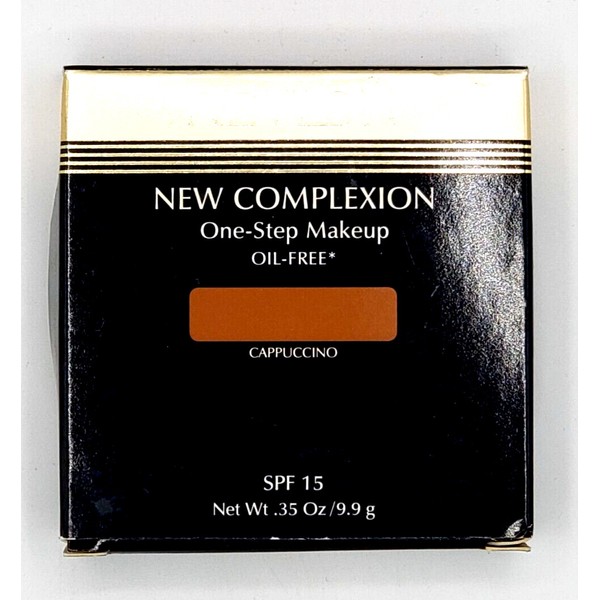 NEW COMPLEXION
One-Step Makeup
OIL-FREE*
CAPPUCCINO
SPF 15
Net Wt .35 Oz/9.9 g